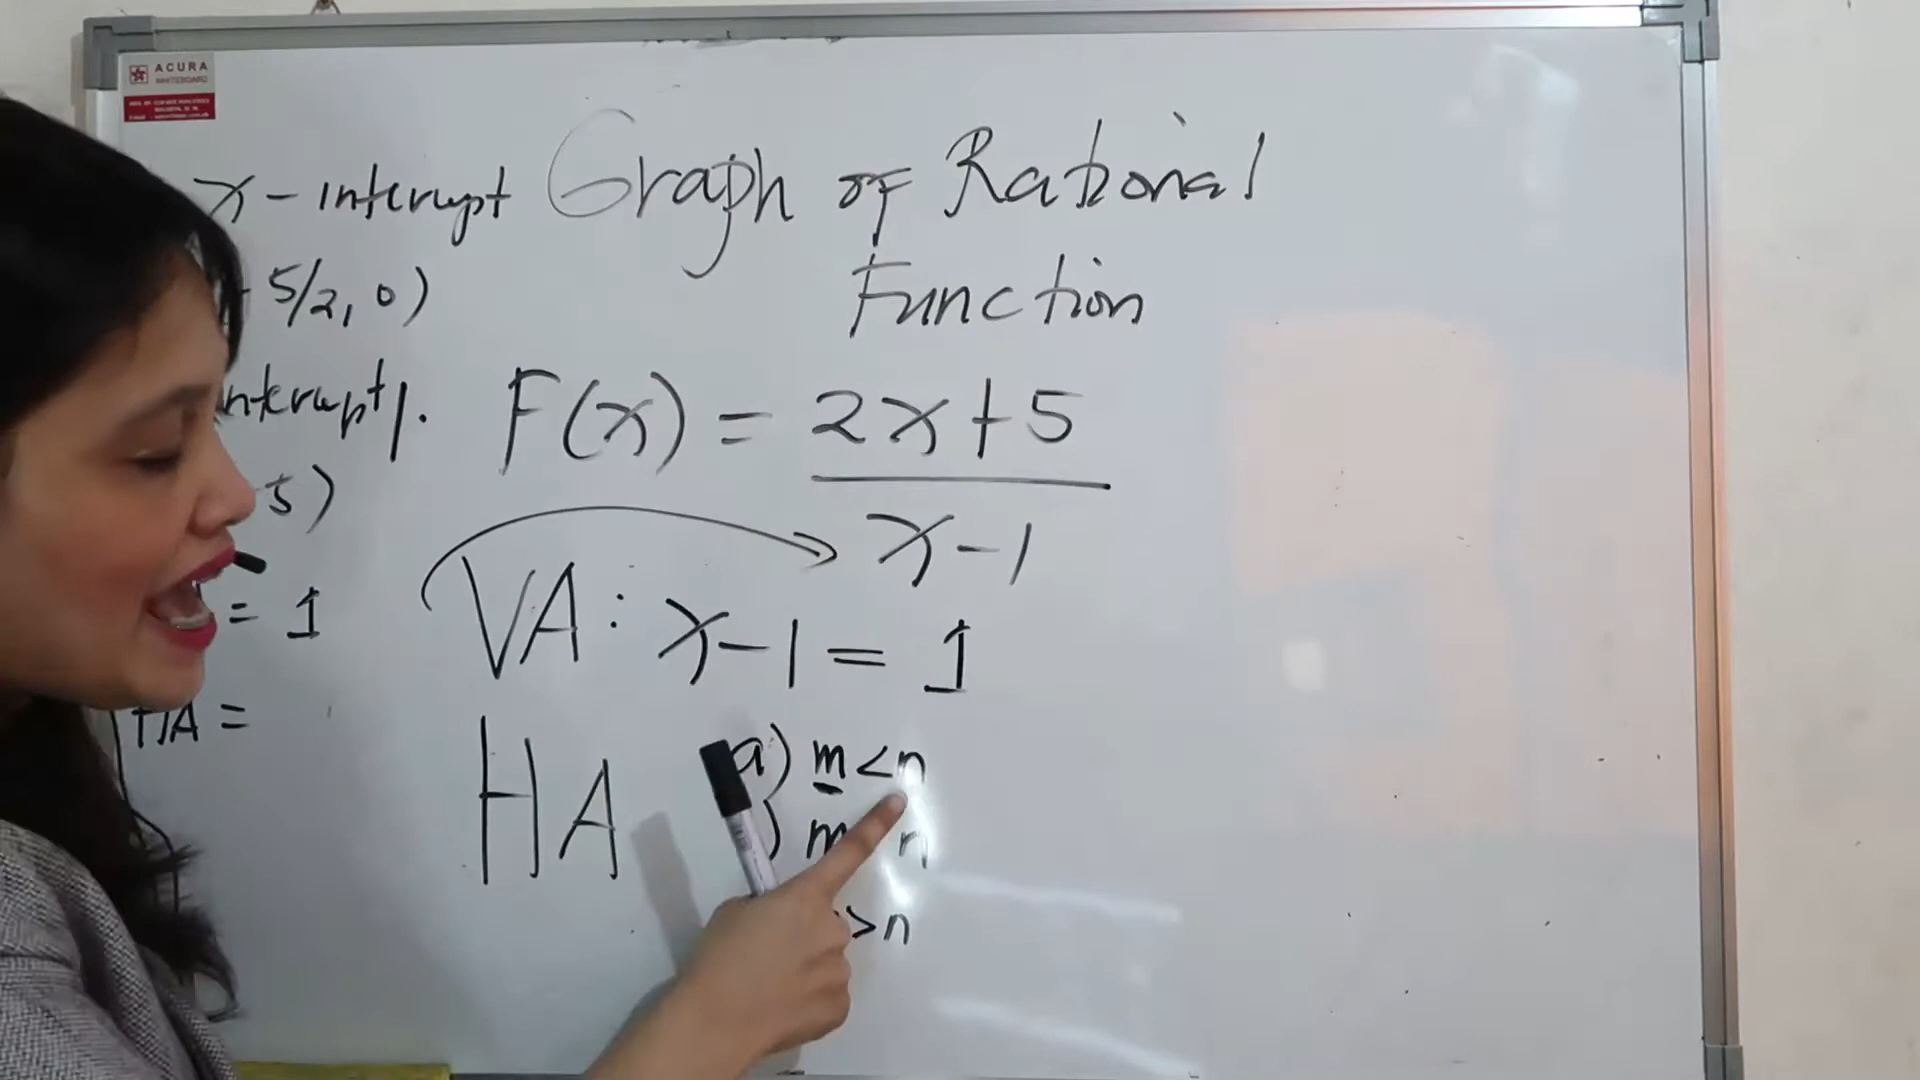 ACURA
WHITEBOARD
x-intercept
5/2, 0)
ntercept.
5)
= 1
HA =
Graph of Rational
Function
F(x) = 2x+5
x-1
VA: x-1 = 1
HA
a) m<n
) m n
>n